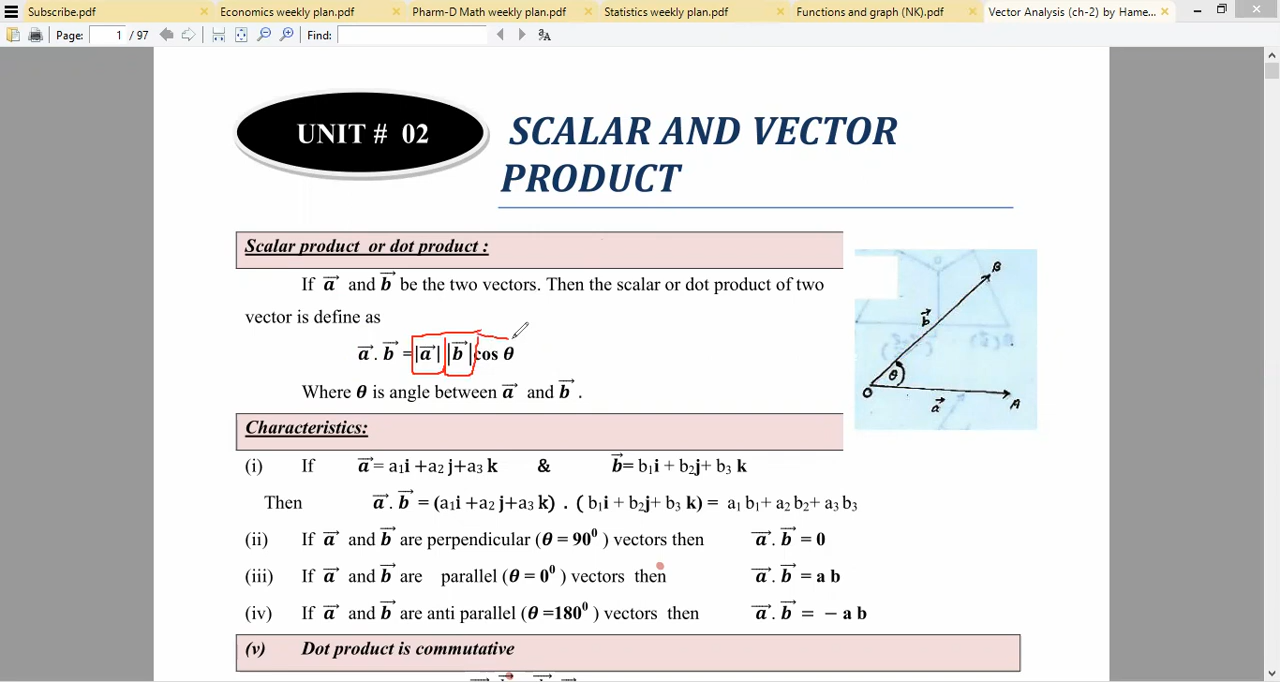 Subscribe.pdf × Economics weekly plan.pdf × Pharm-D Math weekly plan.pdf × Statistics weekly plan.pdf × Functions and graph (NK).pdf × Vector Analysis (ch-2) by Hame... ×
Page: 1 / 97 Find:
UNIT # 02 SCALAR AND VECTOR
PRODUCT
Scalar product or dot product :
If a⃗ and b⃗ be the two vectors. Then the scalar or dot product of two
vector is define as
a⃗ . b⃗ = |a⃗| |b⃗| cos θ
Where θ is angle between a⃗ and b⃗ .
B
b⃗
θ
O
a⃗
A
Characteristics:
(i) If a⃗ = a₁i +a₂ j+a₃ k & b⃗= b₁i + b₂j+ b₃ k
Then a⃗ . b⃗ = (a₁i +a₂ j+a₃ k) . ( b₁i + b₂j+ b₃ k) = a₁ b₁+ a₂ b₂+ a₃ b₃
(ii) If a⃗ and b⃗ are perpendicular (θ = 90⁰ ) vectors then a⃗ . b⃗ = 0
(iii) If a⃗ and b⃗ are parallel (θ = 0⁰ ) vectors then a⃗ . b⃗ = a b
(iv) If a⃗ and b⃗ are anti parallel (θ =180⁰ ) vectors then a⃗ . b⃗ = − a b
(v) Dot product is commutative